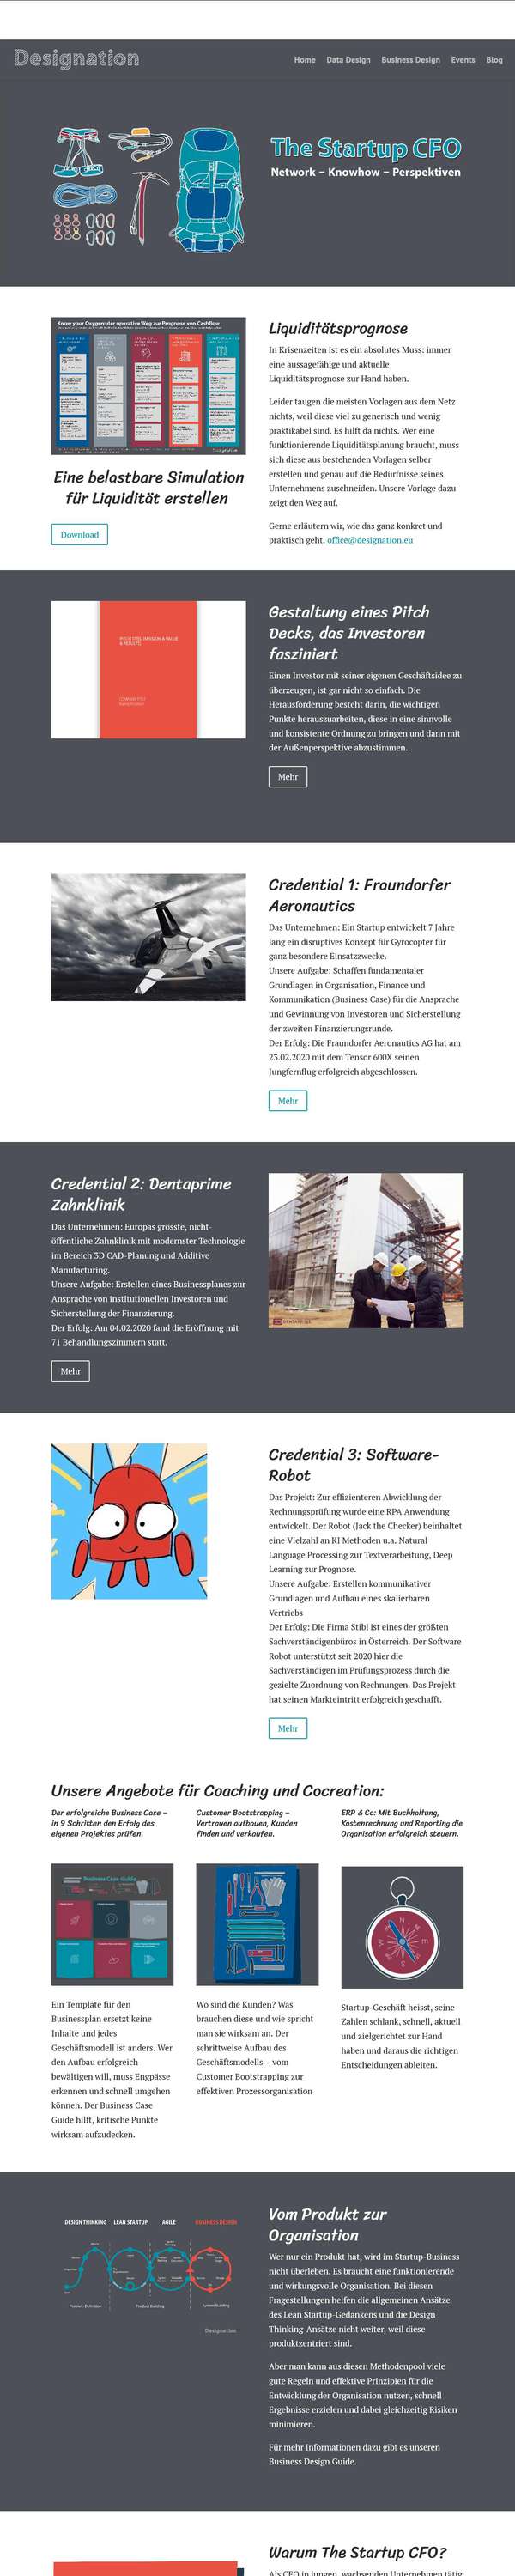 Designation
Home Data Design Business Design Events Blog
The Startup CFO
Network – Knowhow – Perspektiven
Know your Oxygen: der operative Weg zur Prognose von Cashflow
Eine belastbare Simulation
für Liquidität erstellen
Download
Liquiditätsprognose
In Krisenzeiten ist es ein absolutes Muss: immer
eine aussagefähige und aktuelle
Liquiditätsprognose zur Hand haben.
Leider taugen die meisten Vorlagen aus dem Netz
nichts, weil diese viel zu generisch und wenig
praktikabel sind. Es hilft da nichts. Wer eine
funktionierende Liquiditätsplanung braucht, muss
sich diese aus bestehenden Vorlagen selber
erstellen und genau auf die Bedürfnisse seines
Unternehmens zuschneiden. Unsere Vorlage dazu
zeigt den Weg auf.
Gerne erläutern wir, wie das ganz konkret und
praktisch geht. office@designation.eu
Gestaltung eines Pitch
Decks, das Investoren
fasziniert
Einen Investor mit seiner eigenen Geschäftsidee zu
überzeugen, ist gar nicht so einfach. Die
Herausforderung besteht darin, die wichtigen
Punkte herauszuarbeiten, diese in eine sinnvolle
und konsistente Ordnung zu bringen und dann mit
der Außenperspektive abzustimmen.
Mehr
Credential 1: Fraundorfer
Aeronautics
Das Unternehmen: Ein Startup entwickelt 7 Jahre
lang ein disruptives Konzept für Gyrocopter für
ganz besondere Einsatzzwecke.
Unsere Aufgabe: Schaffen fundamentaler
Grundlagen in Organisation, Finance und
Kommunikation (Business Case) für die Ansprache
und Gewinnung von Investoren und Sicherstellung
der zweiten Finanzierungsrunde.
Der Erfolg: Die Fraundorfer Aeronautics AG hat am
23.02.2020 mit dem Tensor 600X seinen
Jungfernflug erfolgreich abgeschlossen.
Mehr
Credential 2: Dentaprime
Zahnklinik
Das Unternehmen: Europas grösste, nicht-
öffentliche Zahnklinik mit modernster Technologie
im Bereich 3D CAD-Planung und Additive
Manufacturing.
Unsere Aufgabe: Erstellen eines Businessplanes zur
Ansprache von institutionellen Investoren und
Sicherstellung der Finanzierung.
Der Erfolg: Am 04.02.2020 fand die Eröffnung mit
71 Behandlungszimmern statt.
Mehr
DENTAPRIME
Credential 3: Software-
Robot
Das Projekt: Zur effizienteren Abwicklung der
Rechnungsprüfung wurde eine RPA Anwendung
entwickelt. Der Robot (Jack the Checker) beinhaltet
eine Vielzahl an KI Methoden u.a. Natural
Language Processing zur Textverarbeitung, Deep
Learning zur Prognose.
Unsere Aufgabe: Erstellen kommunikativer
Grundlagen und Aufbau eines skalierbaren
Vertriebs
Der Erfolg: Die Firma Stibl ist eines der größten
Sachverständigenbüros in Österreich. Der Software
Robot unterstützt seit 2020 hier die
Sachverständigen im Prüfungsprozess durch die
gezielte Zuordnung von Rechnungen. Das Projekt
hat seinen Markteintritt erfolgreich geschafft.
Mehr
Unsere Angebote für Coaching und Cocreation:
Der erfolgreiche Business Case –
in 9 Schritten den Erfolg des
eigenen Projektes prüfen.
Business Case Guide
Ein Template für den
Businessplan ersetzt keine
Inhalte und jedes
Geschäftsmodell ist anders. Wer
den Aufbau erfolgreich
bewältigen will, muss Engpässe
erkennen und schnell umgehen
können. Der Business Case
Guide hilft, kritische Punkte
wirksam aufzudecken.
Customer Bootstrapping –
Vertrauen aufbauen, Kunden
finden und verkaufen.
Wo sind die Kunden? Was
brauchen diese und wie spricht
man sie wirksam an. Der
schrittweise Aufbau des
Geschäftsmodells – vom
Customer Bootstrapping zur
effektiven Prozessorganisation
ERP & Co: Mit Buchhaltung,
Kostenrechnung und Reporting die
Organisation erfolgreich steuern.
Startup-Geschäft heisst, seine
Zahlen schlank, schnell, aktuell
und zielgerichtet zur Hand
haben und daraus die richtigen
Entscheidungen ableiten.
DESIGN THINKING LEAN STARTUP AGILE BUSINESS DESIGN
Problem Definition Product Building System Building
Designation
Vom Produkt zur
Organisation
Wer nur ein Produkt hat, wird im Startup-Business
nicht überleben. Es braucht eine funktionierende
und wirkungsvolle Organisation. Bei diesen
Fragestellungen helfen die allgemeinen Ansätze
des Lean Startup-Gedankens und die Design
Thinking-Ansätze nicht weiter, weil diese
produktzentriert sind.
Aber man kann aus diesen Methodenpool viele
gute Regeln und effektive Prinzipien für die
Entwicklung der Organisation nutzen, schnell
Ergebnisse erzielen und dabei gleichzeitig Risiken
minimieren.
Für mehr Informationen dazu gibt es unseren
Business Design Guide.
Warum The Startup CFO?
Als CFO in jungen, wachsenden Unternehmen tätig